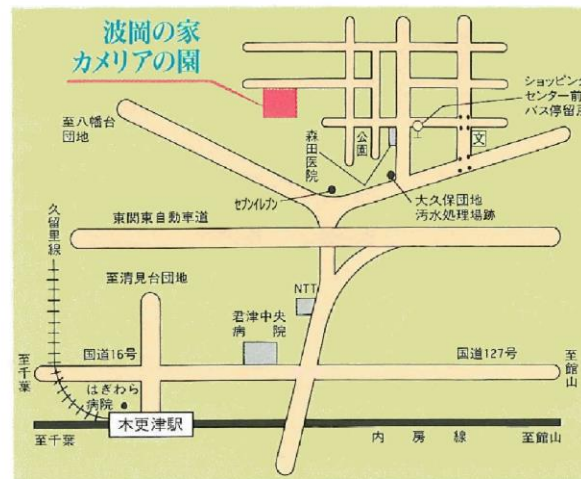 波岡の家
カメリアの園
ショッピング
センター前
バス停留所
至八幡台
団地
森田医院
公園
文
セブンイレブン
大久保団地
汚水処理場跡
久留里線
東関東自動車道
至清見台団地
NTT
君津中央
病院
至千葉
国道16号
国道127号
至館山
はぎわら
病院
木更津駅
至千葉
内房線
至館山